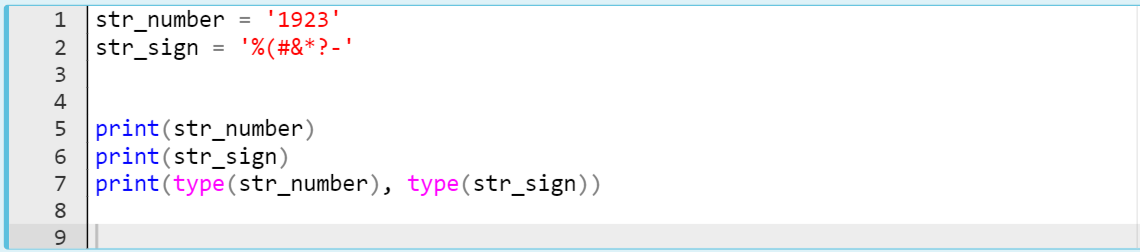 1 str_number = '1923'
2 str_sign = '%(#&*?-'
3
4
5 print(str_number)
6 print(str_sign)
7 print(type(str_number), type(str_sign))
8
9